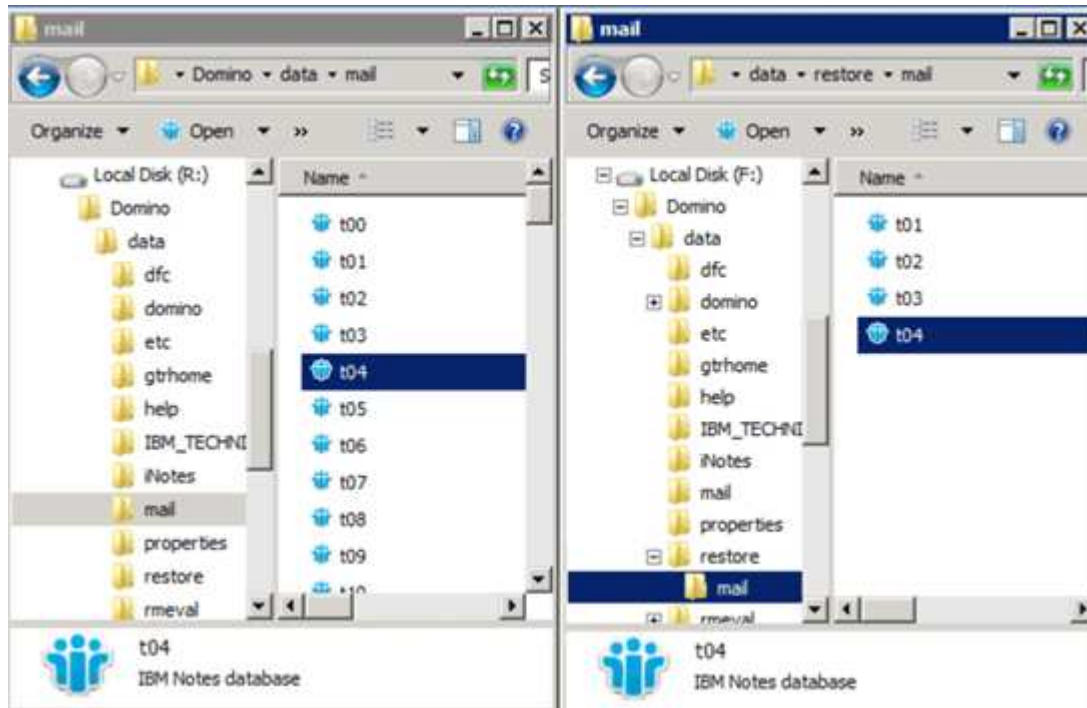 mail
Domino data mail
S
Organize Open »
Local Disk (R:)
Domino
data
dfc
domino
etc
gtrhome
help
IBM_TECHNI
iNotes
mail
properties
restore
rmeval
Name
t00
t01
t02
t03
t04
t05
t06
t07
t08
t09
t10
t04
IBM Notes database
mail
data restore mail
Organize Open »
Local Disk (F:)
Domino
data
dfc
domino
etc
gtrhome
help
IBM_TECHNI
iNotes
mail
properties
restore
mail
rmeval
Name
t01
t02
t03
t04
t04
IBM Notes database